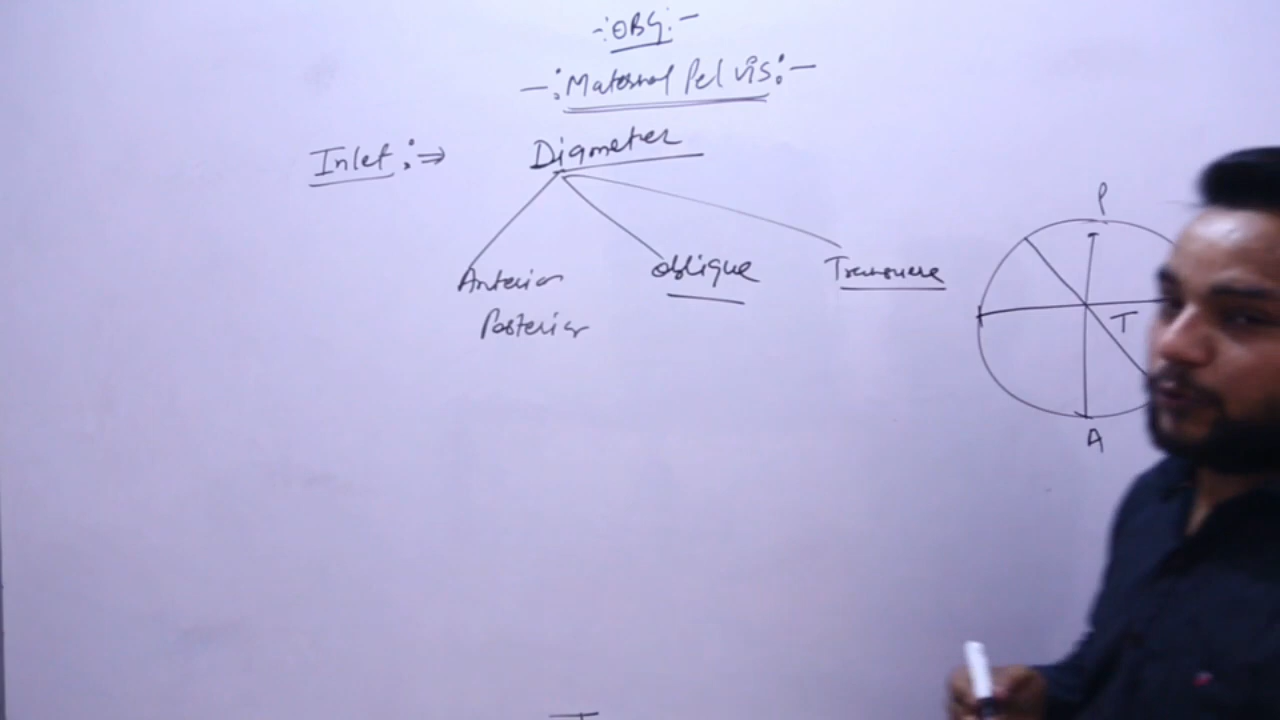 -:OBG:-
-:Maternal Pelvis:-
Inlet:⇒ Diameter
Anterior Oblique Transverse
Posterior
P
T
A